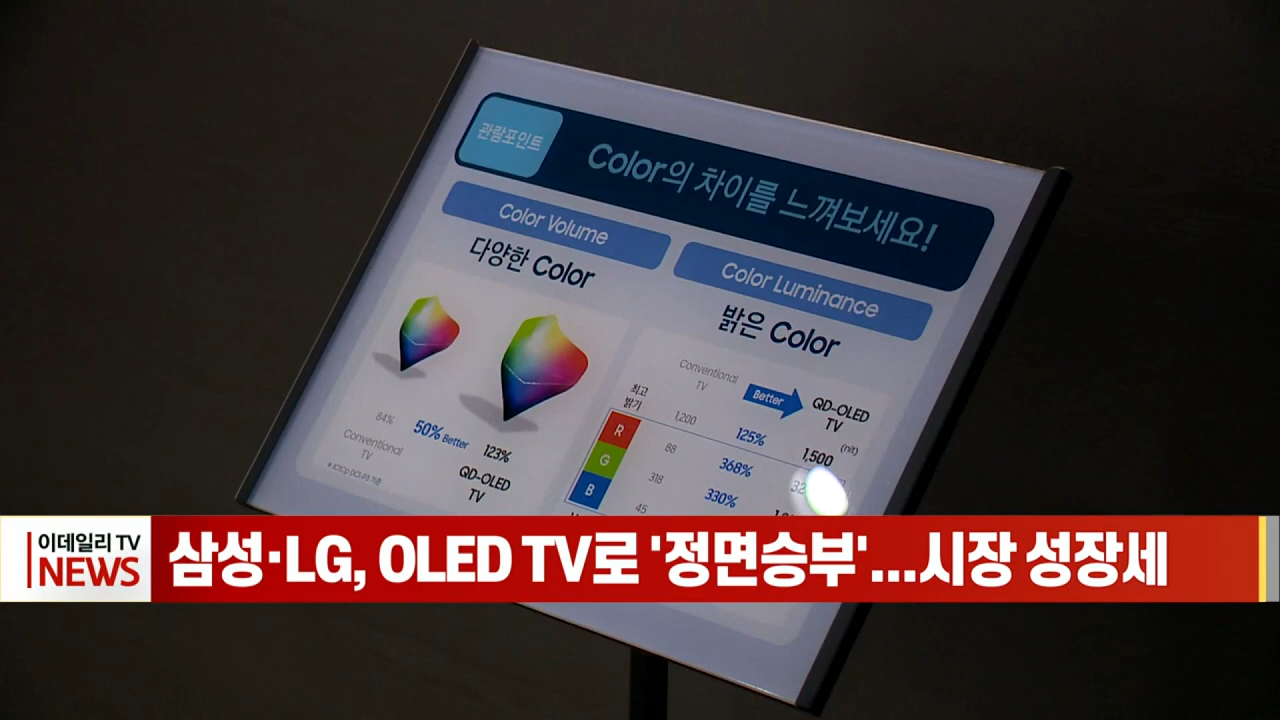 관람포인트
Color의 차이를 느껴보세요!
Color Volume
다양한 Color
84%
Conventional
TV
50% Better
123%
QD-OLED
TV
Color Luminance
밝은 Color
Conventional
TV
Better
QD-OLED
TV
(nit)
최고
밝기
1,200
125%
1,500
R
88
368%
G
318
330%
B
45
이데일리 TV
NEWS
삼성·LG, OLED TV로 '정면승부'...시장 성장세